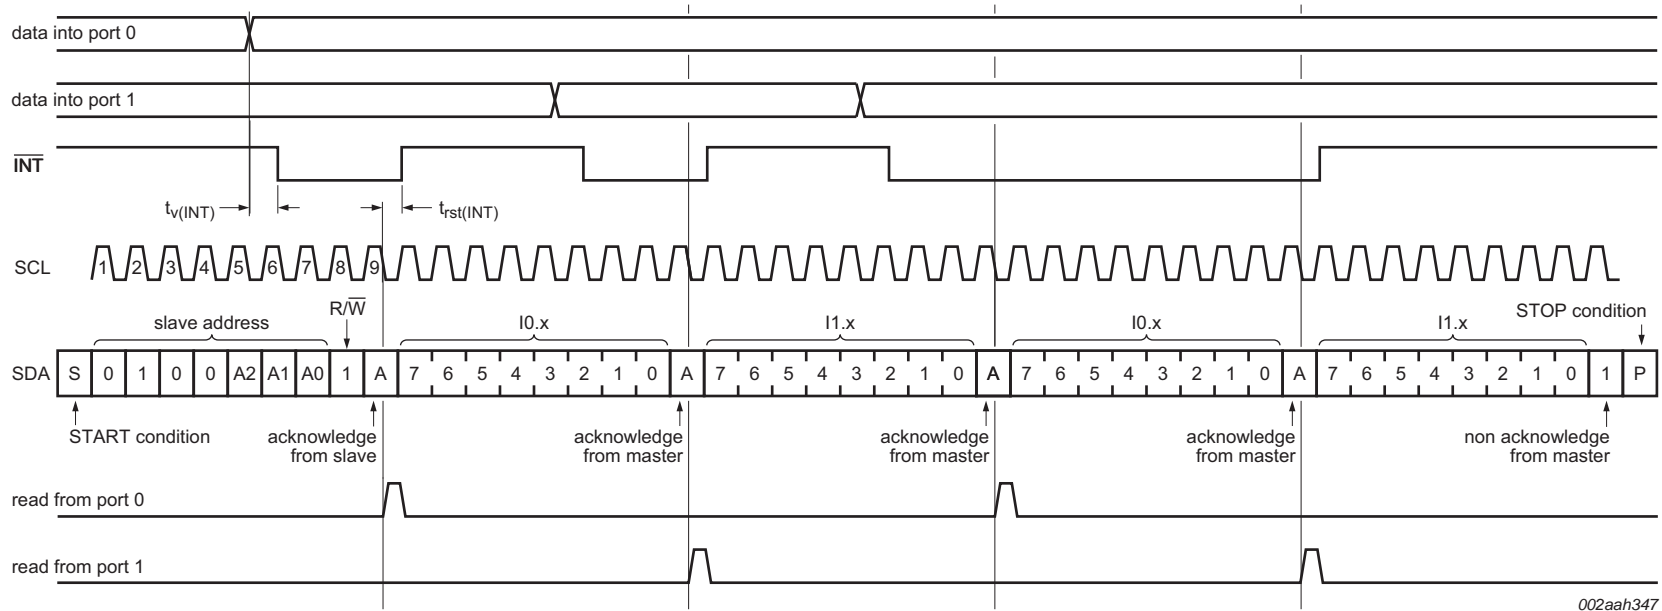 data into port 0
data into port 1
INT
tv(INT)
trst(INT)
SCL
1 2 3 4 5 6 7 8 9
R/W
STOP condition
slave address
I0.x
I1.x
I0.x
I1.x
SDA S 0 1 0 0 A2 A1 A0 1 A 7 6 5 4 3 2 1 0 A 7 6 5 4 3 2 1 0 A 7 6 5 4 3 2 1 0 A 7 6 5 4 3 2 1 0 1 P
START condition
acknowledge
from slave
acknowledge
from master
acknowledge
from master
acknowledge
from master
non acknowledge
from master
read from port 0
read from port 1
002aah347